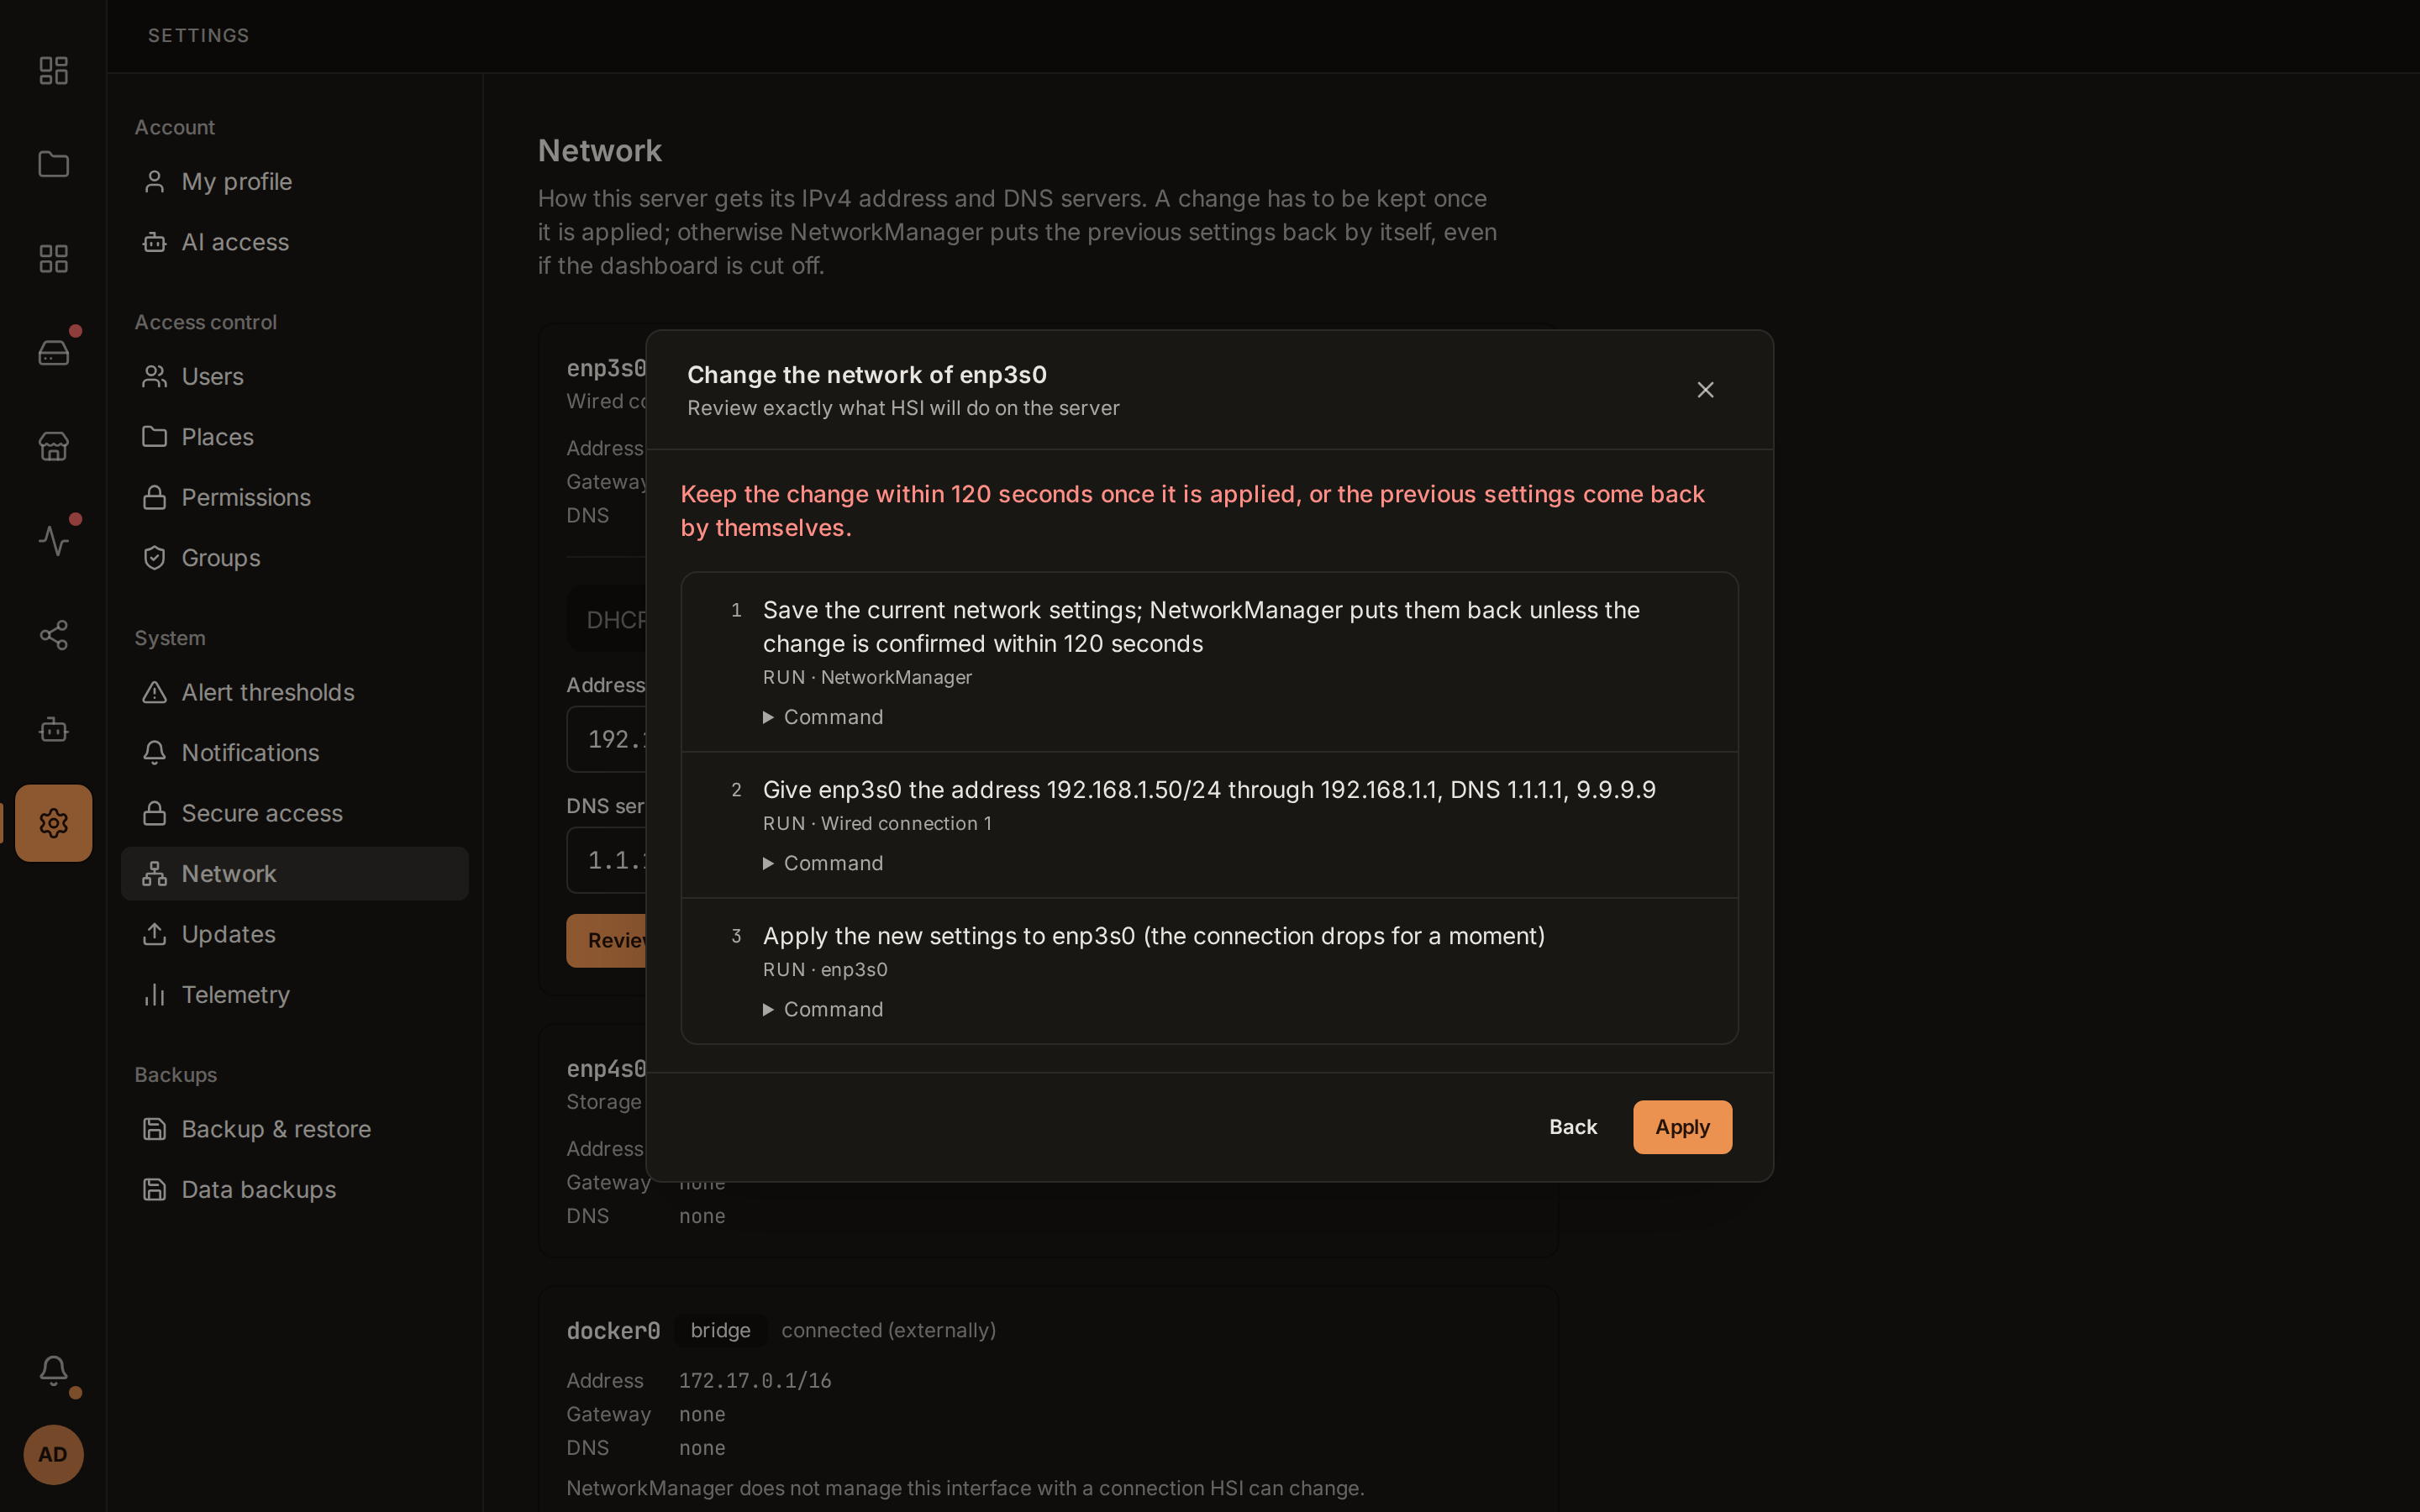 SETTINGS
Account
My profile
AI access
Access control
Users
Places
Permissions
Groups
System
Alert thresholds
Notifications
Secure access
Network
Updates
Telemetry
Backups
Backup & restore
Data backups
AD
Network
How this server gets its IPv4 address and DNS servers. A change has to be kept once
it is applied; otherwise NetworkManager puts the previous settings back by itself, even
if the dashboard is cut off.
enp3s0
Wired
Address
Gateway
DNS
DHCP
Address
192.
DNS
1.1.
Review
enp4s0
Storage
Address
Gateway none
DNS none
docker0 bridge connected (externally)
Address 172.17.0.1/16
Gateway none
DNS none
NetworkManager does not manage this interface with a connection HSI can change.
Change the network of enp3s0
Review exactly what HSI will do on the server
Keep the change within 120 seconds once it is applied, or the previous settings come back
by themselves.
1 Save the current network settings; NetworkManager puts them back unless the
change is confirmed within 120 seconds
RUN · NetworkManager
Command
2 Give enp3s0 the address 192.168.1.50/24 through 192.168.1.1, DNS 1.1.1.1, 9.9.9.9
RUN · Wired connection 1
Command
3 Apply the new settings to enp3s0 (the connection drops for a moment)
RUN · enp3s0
Command
Back
Apply